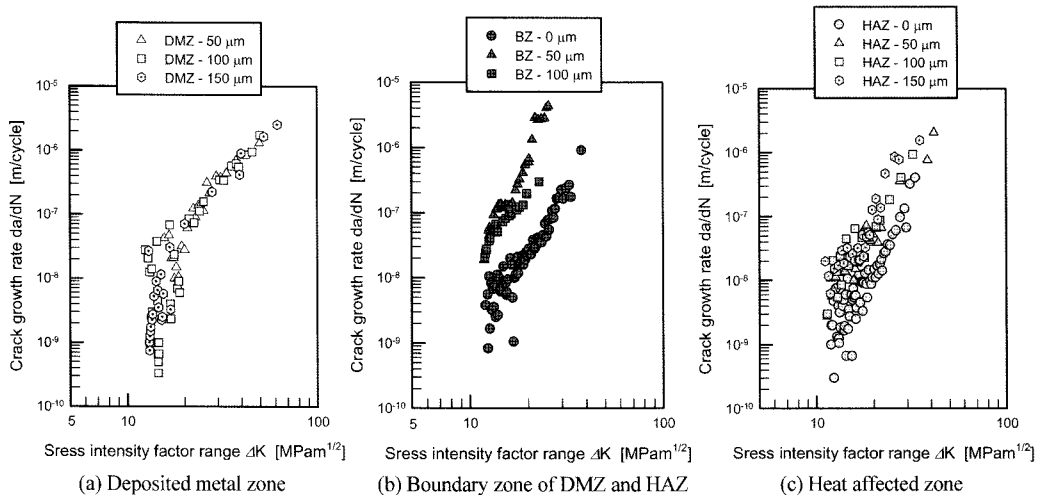 DMZ - 50 μm
DMZ - 100 μm
DMZ - 150 μm
10-5
10-6
10-7
10-8
10-9
10-10
Crack growth rate da/dN [m/cycle]
5
10
100
Sress intensity factor range ΔK [MPam1/2]
(a) Deposited metal zone
BZ - 0 μm
BZ - 50 μm
BZ - 100 μm
10-5
10-6
10-7
10-8
10-9
10-10
Crack growth rate da/dN [m/cycle]
5
10
100
Sress intensity factor range ΔK [MPam1/2]
(b) Boundary zone of DMZ and HAZ
HAZ - 0 μm
HAZ - 50 μm
HAZ - 100 μm
HAZ - 150 μm
10-5
10-6
10-7
10-8
10-9
10-10
Crack growth rate da/dN [m/cycle]
5
10
100
Sress intensity factor range ΔK [MPam1/2]
(c) Heat affected zone